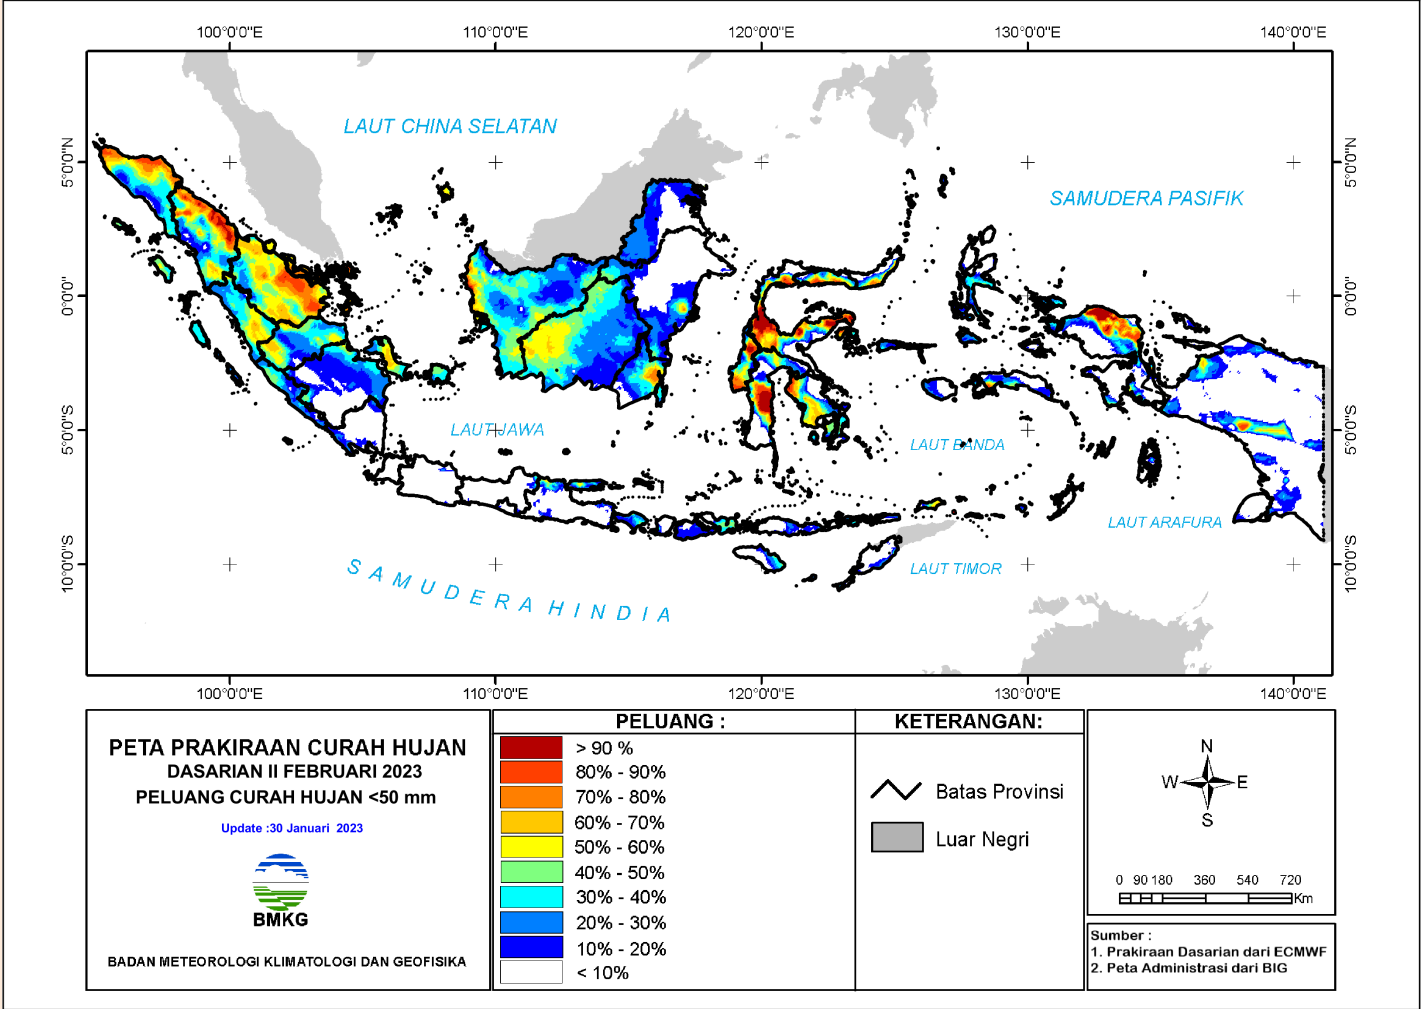 100°0'0"E 110°0'0"E 120°0'0"E 130°0'0"E 140°0'0"E
5°0'0"N 5°0'0"N
0°0'0" 0°0'0"
5°0'0"S 5°0'0"S
10°0'0"S 10°0'0"S
LAUT CHINA SELATAN
SAMUDERA PASIFIK
LAUT JAWA
LAUT BANDA
LAUT ARAFURA
LAUT TIMOR
SAMUDERA HINDIA
100°0'0"E 110°0'0"E 120°0'0"E 130°0'0"E 140°0'0"E
PETA PRAKIRAAN CURAH HUJAN
DASARIAN II FEBRUARI 2023
PELUANG CURAH HUJAN <50 mm
Update :30 Januari 2023
BMKG
BADAN METEOROLOGI KLIMATOLOGI DAN GEOFISIKA
PELUANG :
> 90 %
80% - 90%
70% - 80%
60% - 70%
50% - 60%
40% - 50%
30% - 40%
20% - 30%
10% - 20%
< 10%
KETERANGAN:
Batas Provinsi
Luar Negri
N
W E
S
0 90 180 360 540 720
Km
Sumber :
1. Prakiraan Dasarian dari ECMWF
2. Peta Administrasi dari BIG